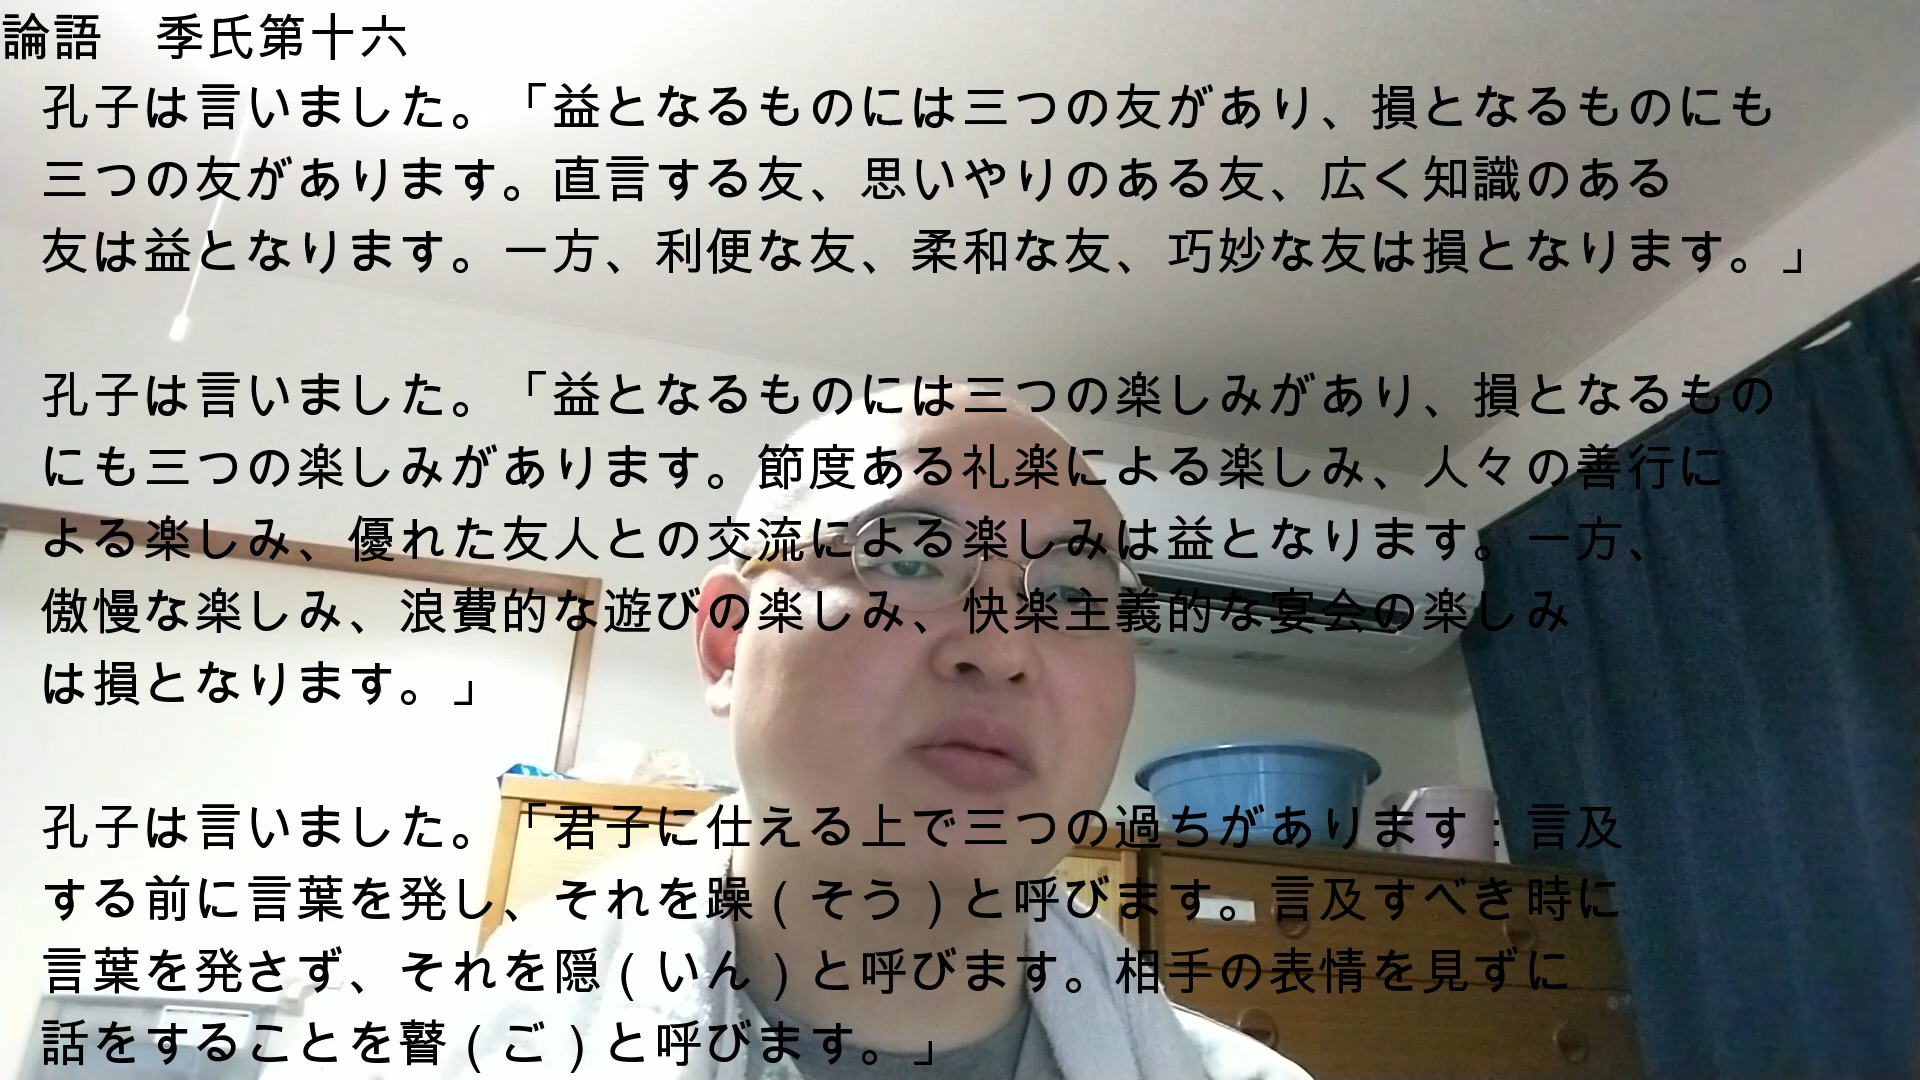 論語　季氏第十六
孔子は言いました。「益となるものには三つの友があり、損となるものにも
三つの友があります。直言する友、思いやりのある友、広く知識のある
友は益となります。一方、利便な友、柔和な友、巧妙な友は損となります。」
孔子は言いました。「益となるものには三つの楽しみがあり、損となるもの
にも三つの楽しみがあります。節度ある礼楽による楽しみ、人々の善行に
よる楽しみ、優れた友人との交流による楽しみは益となります。一方、
傲慢な楽しみ、浪費的な遊びの楽しみ、快楽主義的な宴会の楽しみ
は損となります。」
孔子は言いました。「君子に仕える上で三つの過ちがあります：言及
する前に言葉を発し、それを躁（そう）と呼びます。言及すべき時に
言葉を発さず、それを隠（いん）と呼びます。相手の表情を見ずに
話をすることを瞽（ご）と呼びます。」